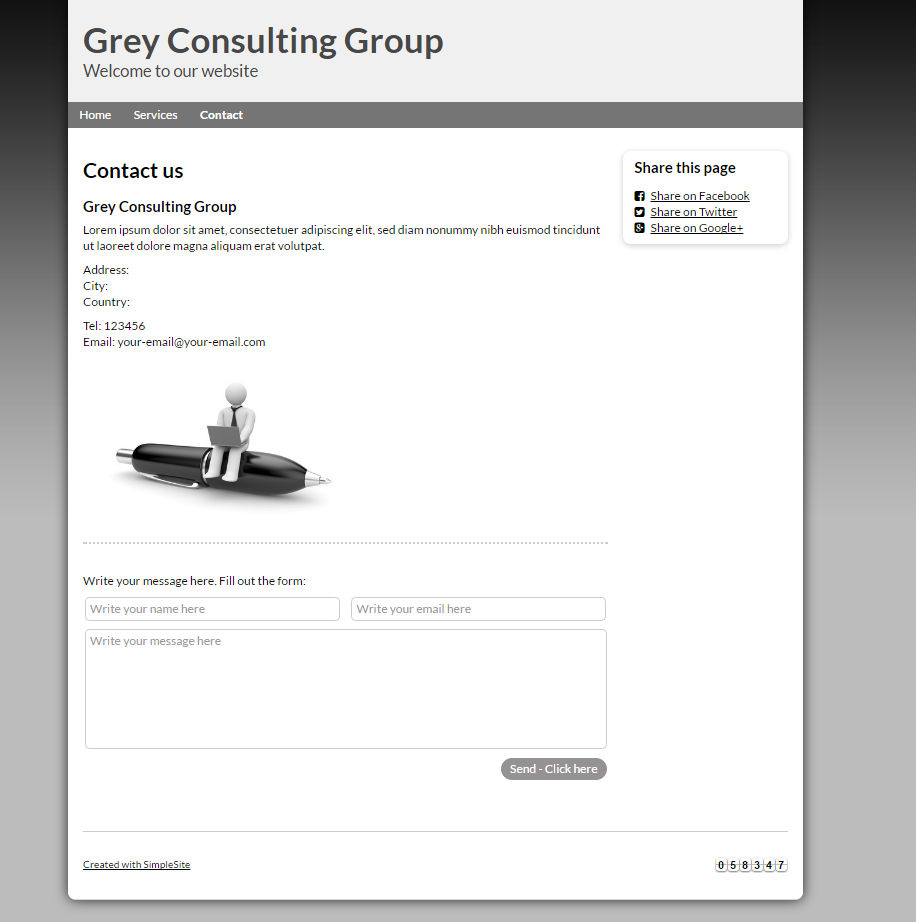 Grey Consulting Group
Welcome to our website
Home Services Contact
Contact us
Grey Consulting Group
Lorem ipsum dolor sit amet, consectetuer adipiscing elit, sed diam nonummy nibh euismod tincidunt
ut laoreet dolore magna aliquam erat volutpat.
Address:
City:
Country:
Tel: 123456
Email: your-email@your-email.com
Share this page
Share on Facebook
Share on Twitter
Share on Google+
Write your message here. Fill out the form:
Write your name here
Write your email here
Write your message here
Send - Click here
Created with SimpleSite
058347